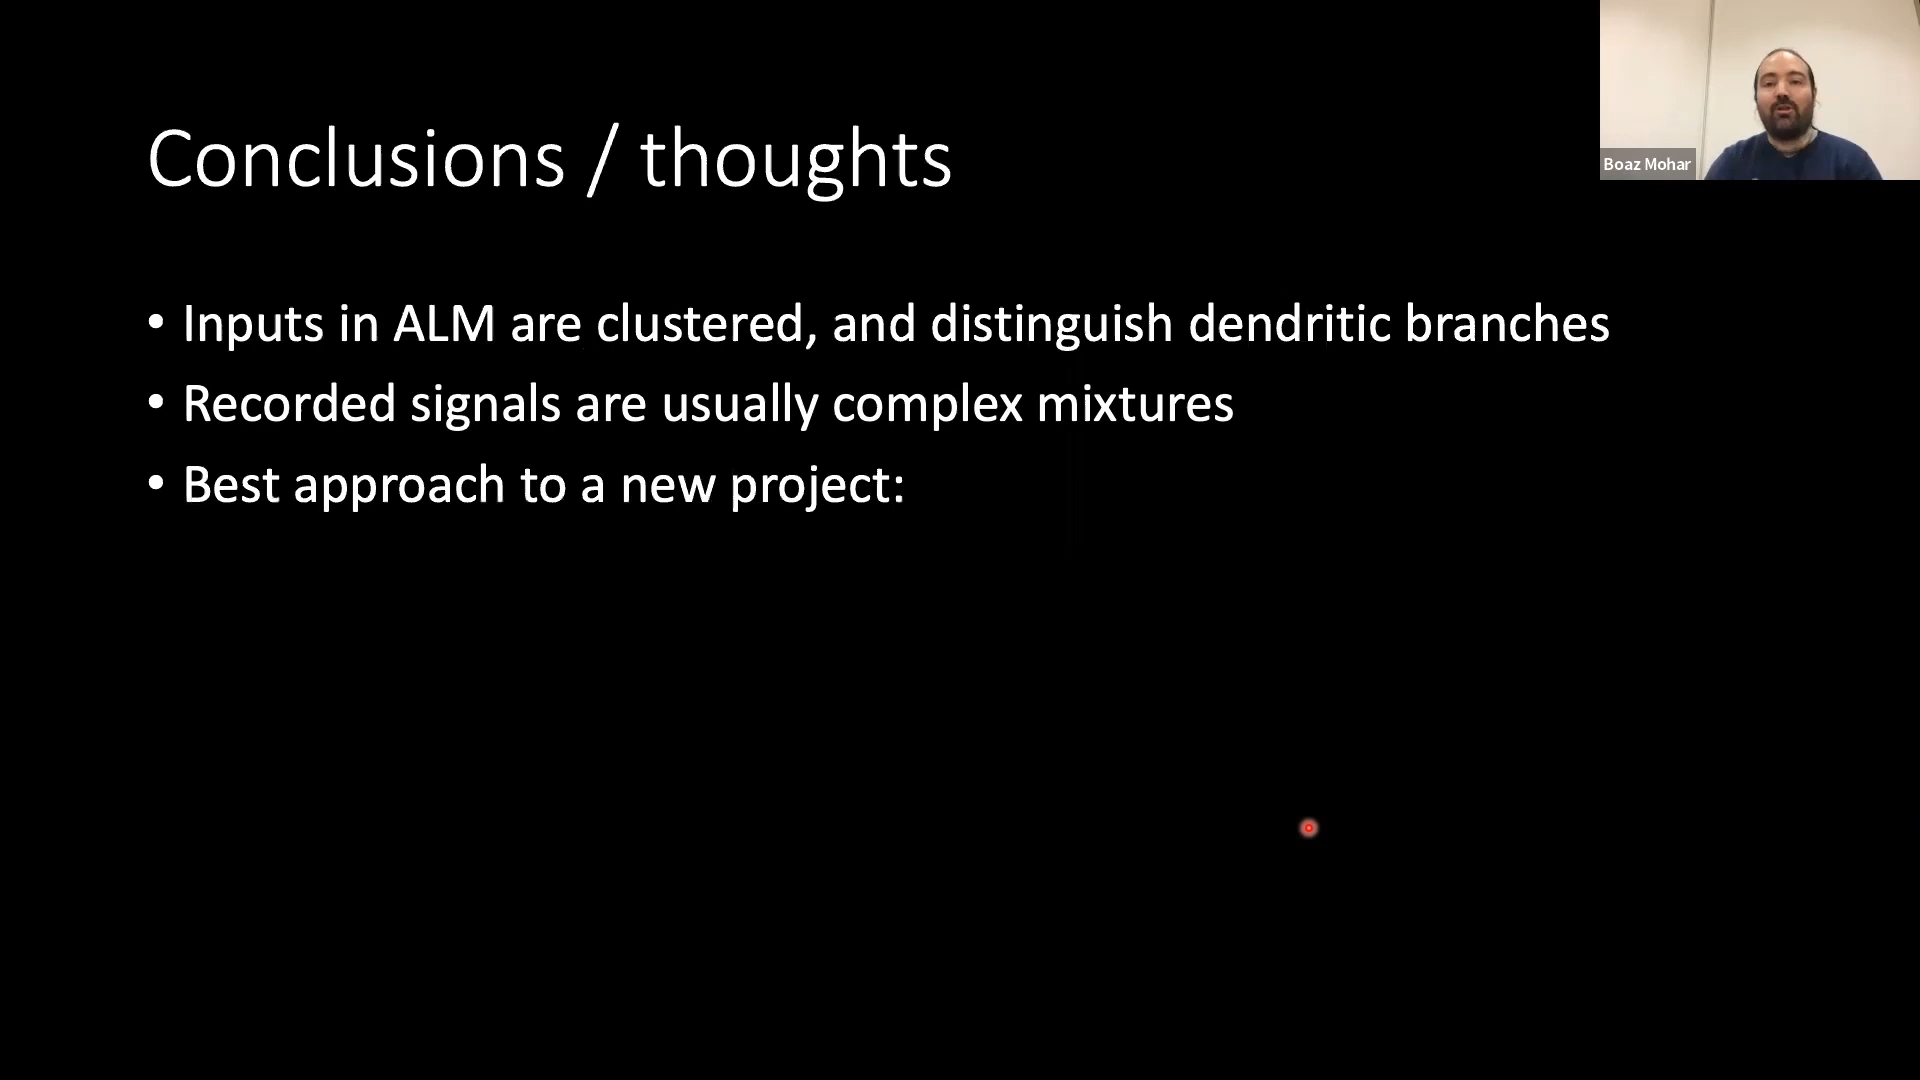 Conclusions / thoughts
Boaz Mohar
• Inputs in ALM are clustered, and distinguish dendritic branches
• Recorded signals are usually complex mixtures
• Best approach to a new project: